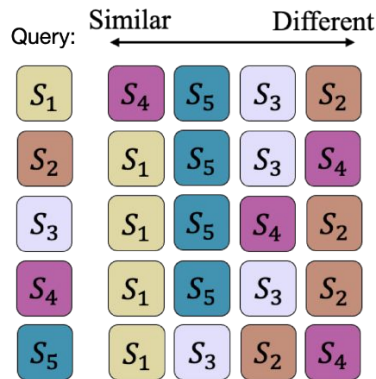 Similar Different
Query:
S₁ S₄ S₅ S₃ S₂
S₂ S₁ S₅ S₃ S₄
S₃ S₁ S₅ S₄ S₂
S₄ S₁ S₅ S₃ S₂
S₅ S₁ S₃ S₂ S₄